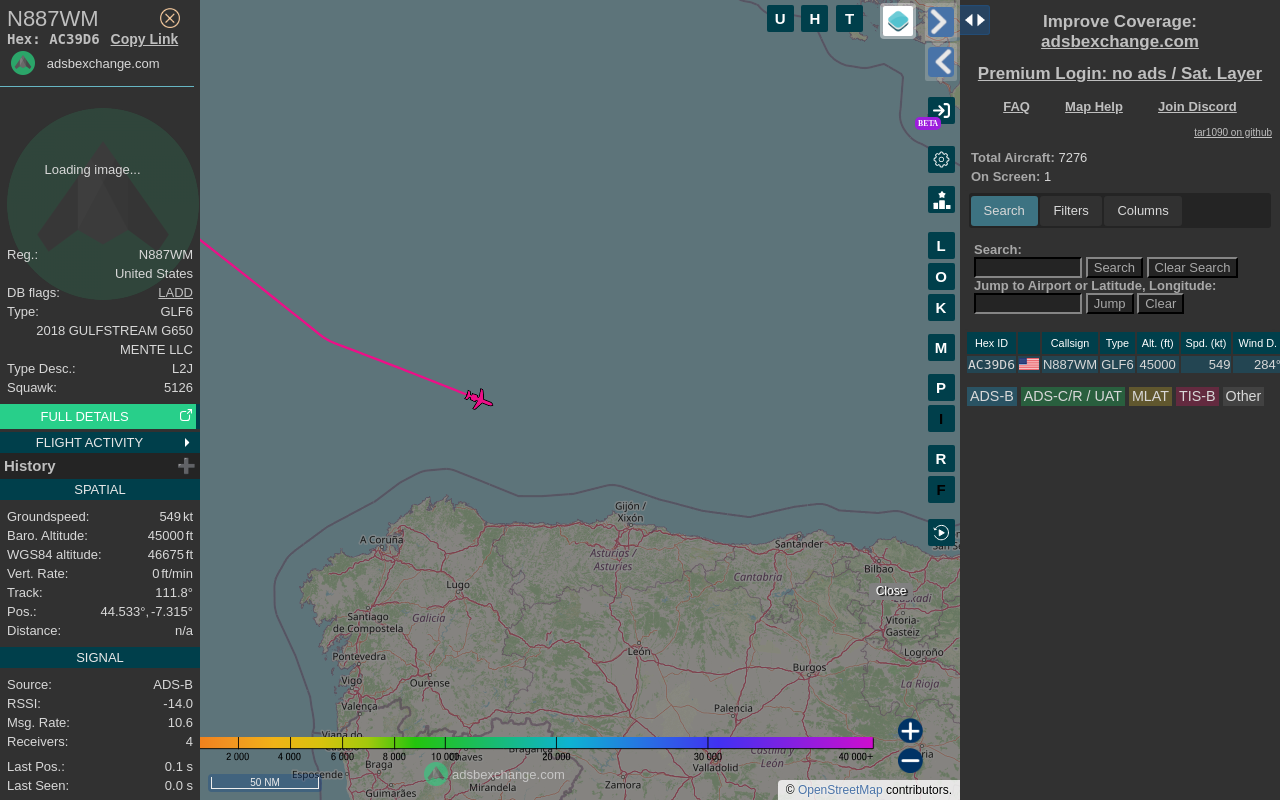 N887WM
Hex: AC39D6 Copy Link
adsbexchange.com
Loading image...
Reg.: N887WM
United States
DB flags: LADD
Type: GLF6
2018 GULFSTREAM G650
MENTE LLC
Type Desc.: L2J
Squawk: 5126
FULL DETAILS
FLIGHT ACTIVITY
History
SPATIAL
Groundspeed: 549 kt
Baro. Altitude: 45000 ft
WGS84 altitude: 46675 ft
Vert. Rate: 0 ft/min
Track: 111.8°
Pos.: 44.533°, -7.315°
Distance: n/a
SIGNAL
Source: ADS-B
RSSI: -14.0
Msg. Rate: 10.6
Receivers: 4
Last Pos.: 0.1 s
Last Seen: 0.0 s
U H T
BETA
L
O
K
M
P
I
R
F
Gijón /
Xixón
A Coruña
Asturias /
Asturies
Santander
Cantabria
Bilbao
Lugo
Close
Santiago
de Compostela
Galicia
Vitoria-
Gasteiz
León
Logroño
Pontevedra
Burgos
Ourense
La Rioja
Vigo
Valença
Palencia
Viana do
Castilla y
León
2 000 4 000 6 000 8 000 10 000 20 000 30 000 40 000+
Braga
Valladolid
Esposende
adsbexchange.com
50 NM
Guimarães
Mirandela
Zamora
© OpenStreetMap contributors.
Improve Coverage:
adsbexchange.com
Premium Login: no ads / Sat. Layer
FAQ Map Help Join Discord
tar1090 on github
Total Aircraft: 7276
On Screen: 1
Search Filters Columns
Search:
Search Clear Search
Jump to Airport or Latitude, Longitude:
Jump Clear
Hex ID Callsign Type Alt. (ft) Spd. (kt) Wind D.
AC39D6 N887WM GLF6 45000 549 284°
ADS-B ADS-C/R / UAT MLAT TIS-B Other